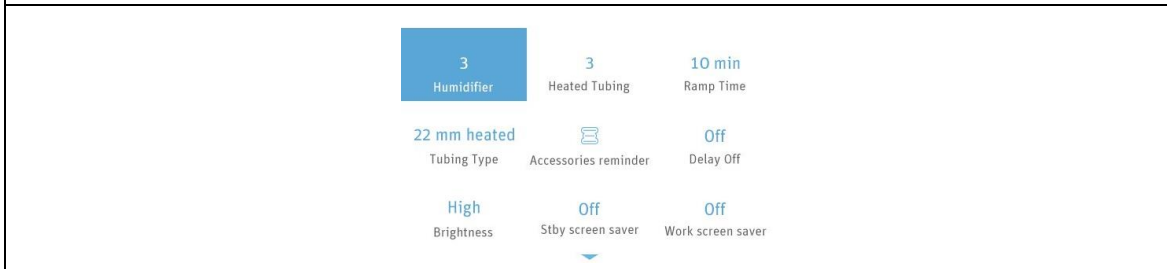 3 3 10 min
Humidifier Heated Tubing Ramp Time
22 mm heated Off
Tubing Type Accessories reminder Delay Off
High Off Off
Brightness Stby screen saver Work screen saver